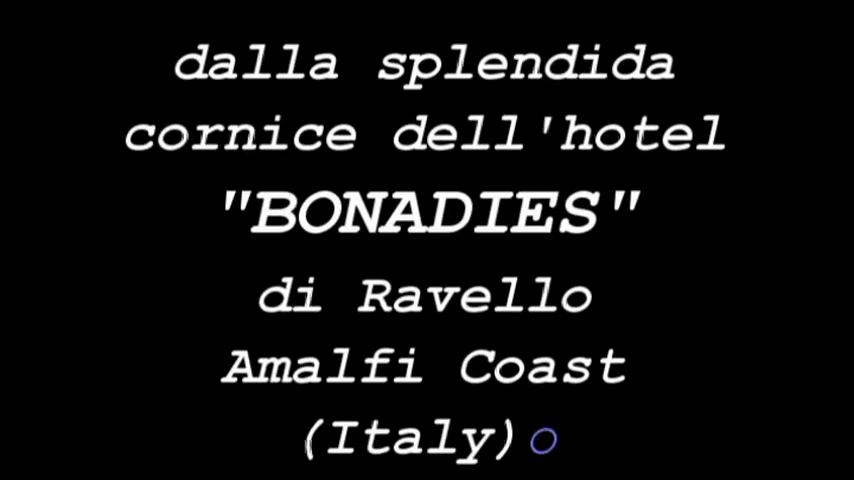 dalla splendida
cornice dell'hotel
"BONADIES"
di Ravello
Amalfi Coast
(Italy)o